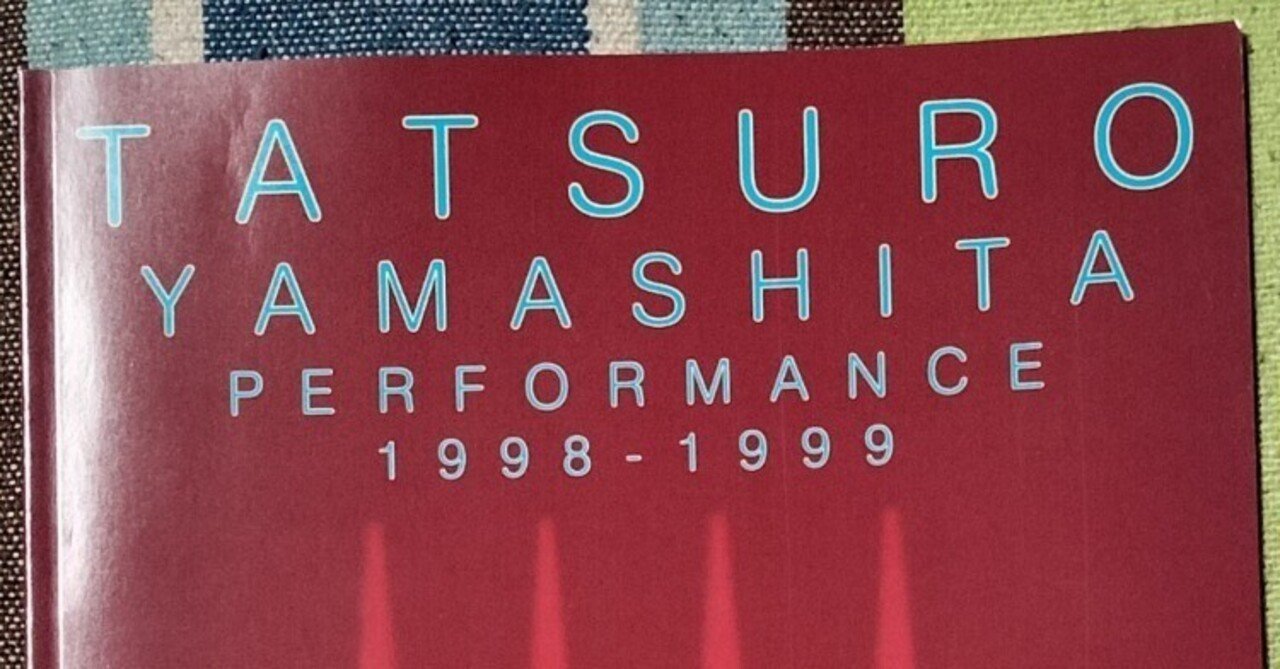 TATSURO
YAMASHITA
PERFORMANCE
1998-1999